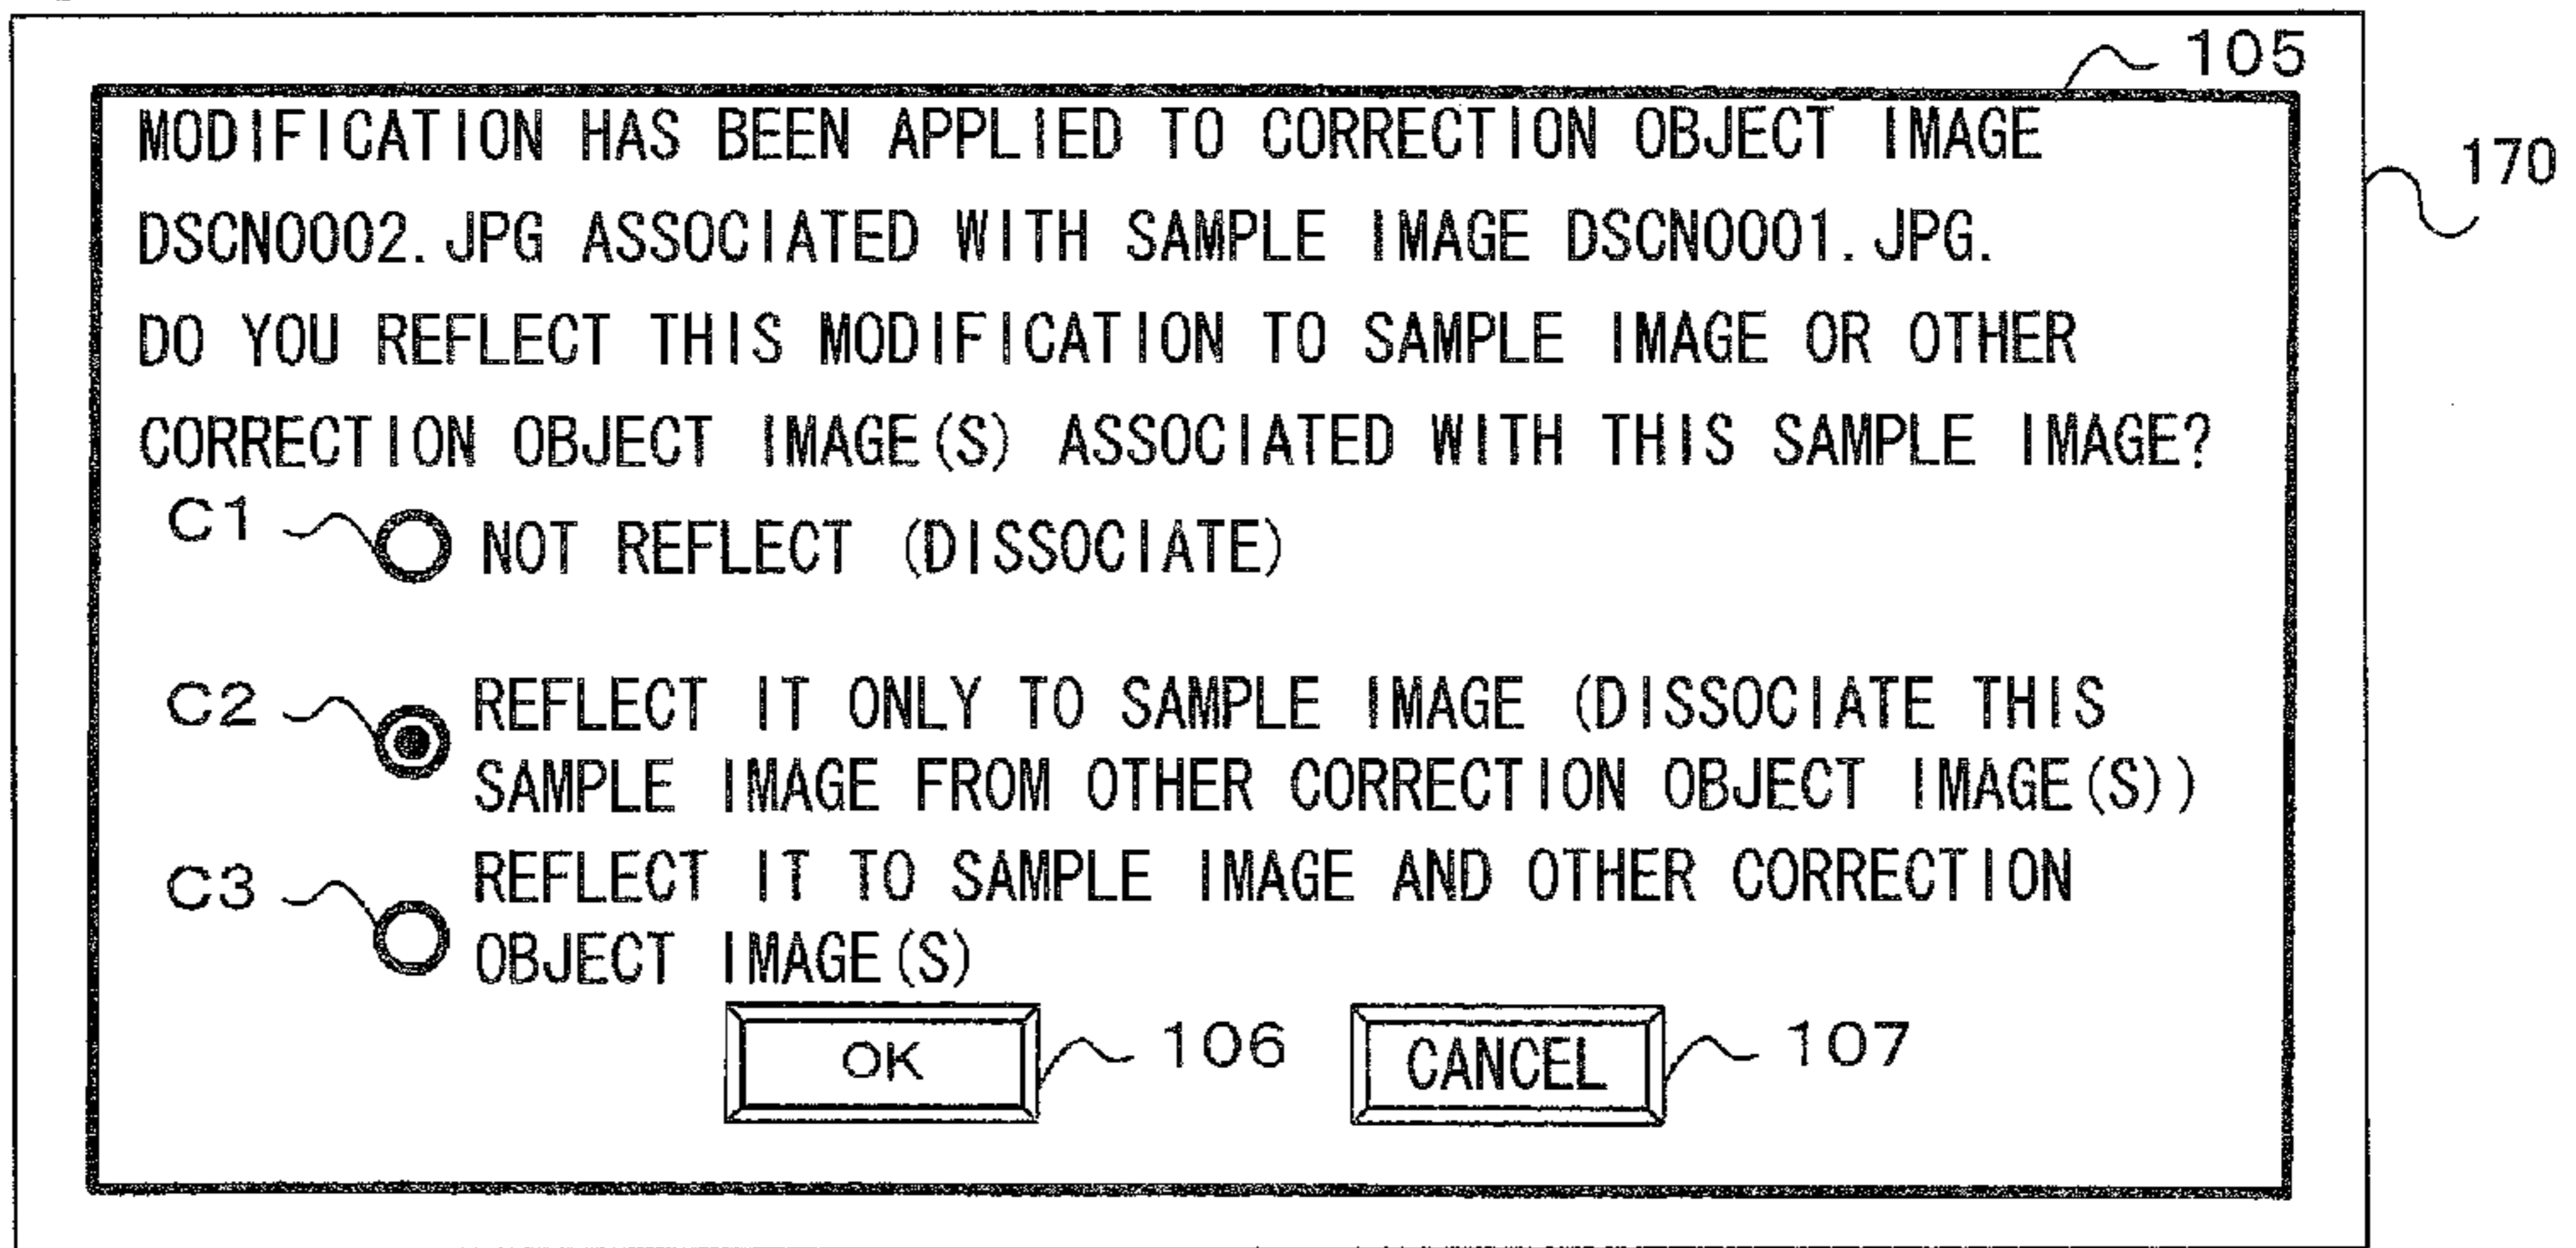 105
MODIFICATION HAS BEEN APPLIED TO CORRECTION OBJECT IMAGE
170
DSCN0002.JPG ASSOCIATED WITH SAMPLE IMAGE DSCN0001.JPG.
DO YOU REFLECT THIS MODIFICATION TO SAMPLE IMAGE OR OTHER
CORRECTION OBJECT IMAGE(S) ASSOCIATED WITH THIS SAMPLE IMAGE?
C1 NOT REFLECT (DISSOCIATE)
C2 REFLECT IT ONLY TO SAMPLE IMAGE (DISSOCIATE THIS
SAMPLE IMAGE FROM OTHER CORRECTION OBJECT IMAGE(S))
C3 REFLECT IT TO SAMPLE IMAGE AND OTHER CORRECTION
OBJECT IMAGE(S)
OK 106 CANCEL 107